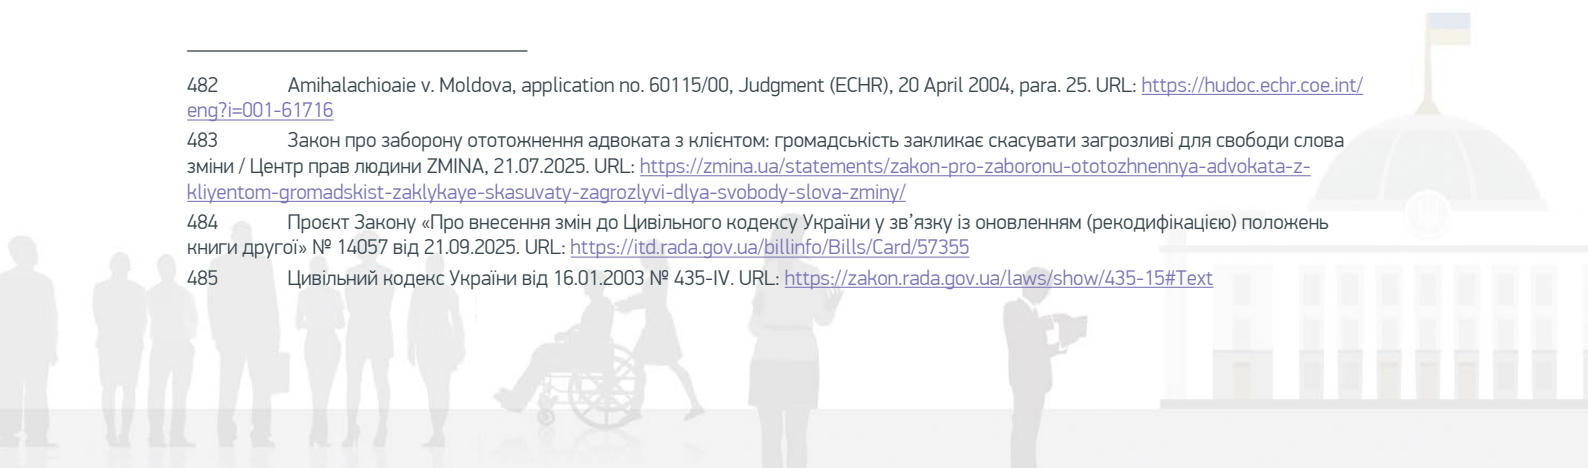 482 Amihalachioaie v. Moldova, application no. 60115/00, Judgment (ECHR), 20 April 2004, para. 25. URL: https://hudoc.echr.coe.int/
eng?i=001-61716
483 Закон про заборону ототожнення адвоката з клієнтом: громадськість закликає скасувати загрозливі для свободи слова
зміни / Центр прав людини ZMINA, 21.07.2025. URL: https://zmina.ua/statements/zakon-pro-zaboronu-ototozhnennya-advokata-z-
kliyentom-gromadskist-zaklykaye-skasuvaty-zagrozlyvi-dlya-svobody-slova-zminy/
484 Проєкт Закону «Про внесення змін до Цивільного кодексу України у зв’язку із оновленням (рекодифікацією) положень
книги другої» № 14057 від 21.09.2025. URL: https://itd.rada.gov.ua/billinfo/Bills/Card/57355
485 Цивільний кодекс України від 16.01.2003 № 435-IV. URL: https://zakon.rada.gov.ua/laws/show/435-15#Text